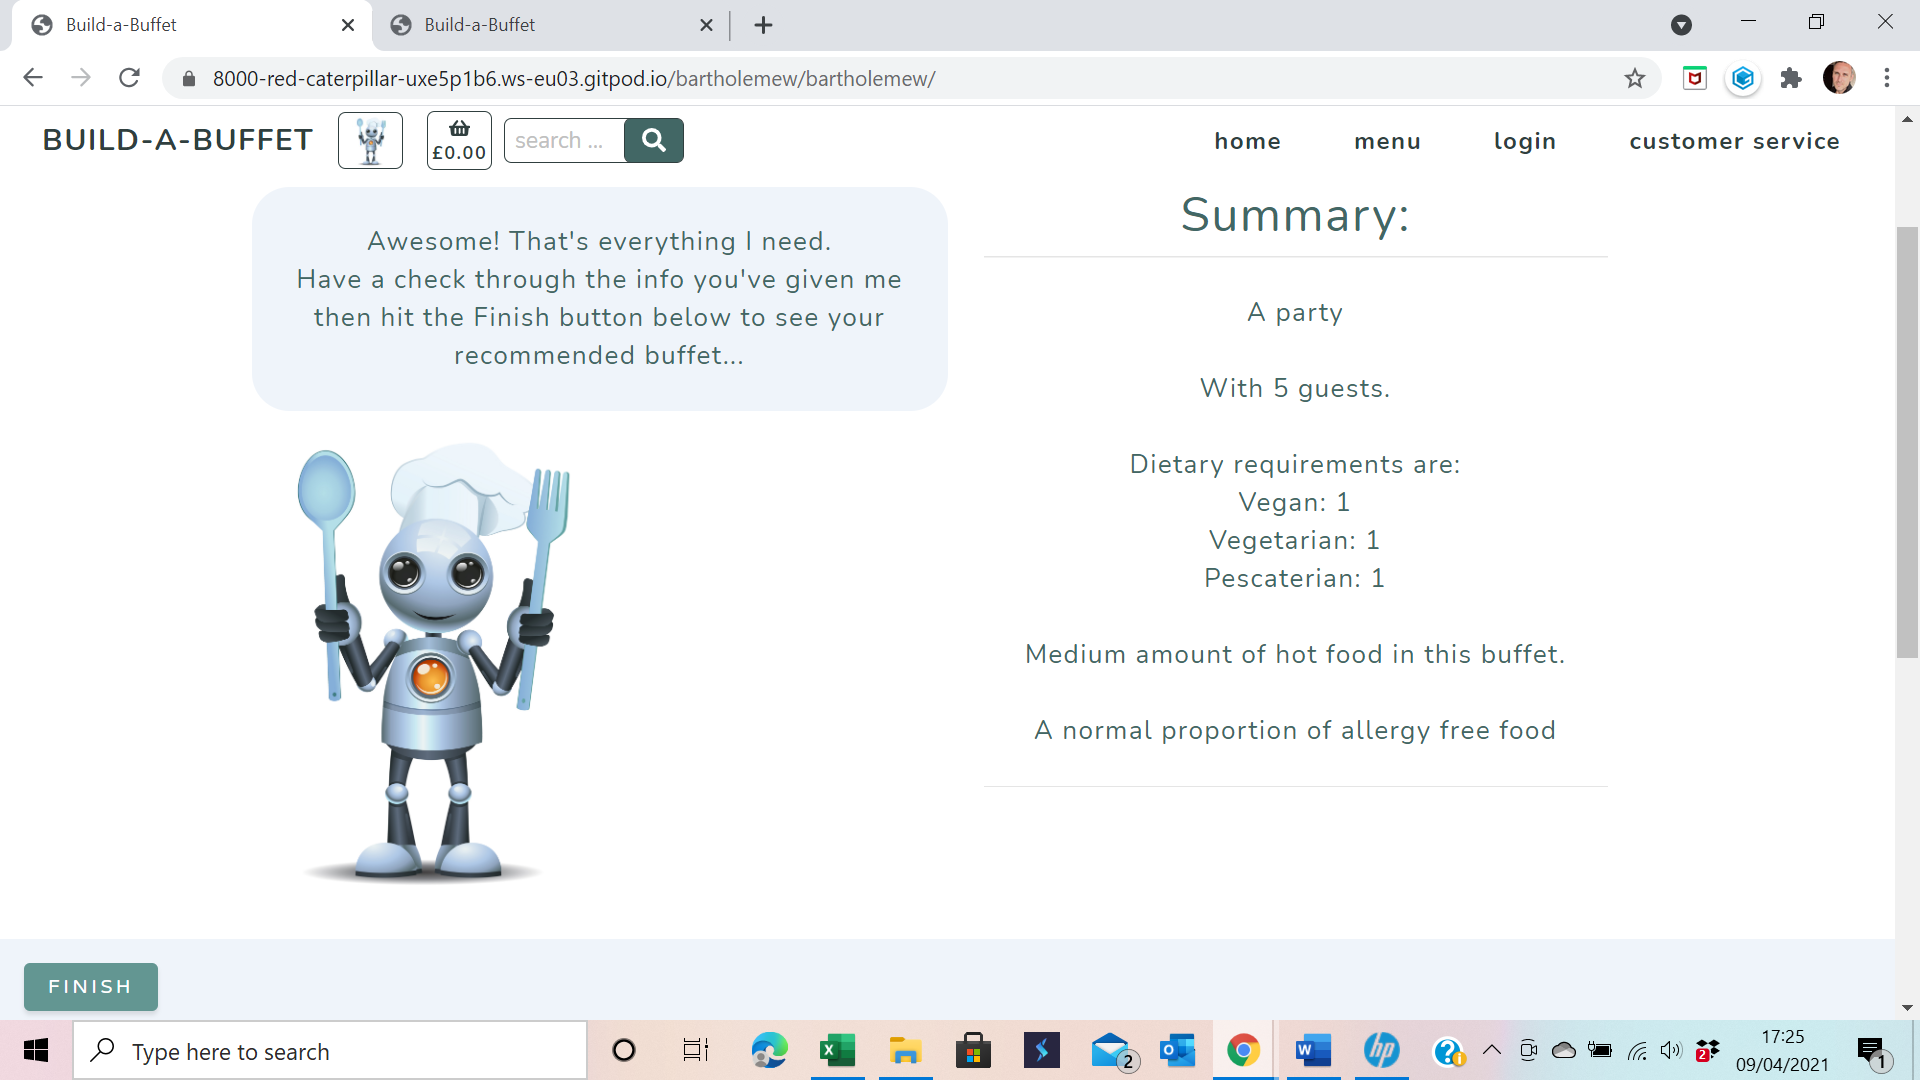 Build-a-Buffet
Build-a-Buffet
8000-red-caterpillar-uxe5p1b6.ws-eu03.gitpod.io/bartholemew/bartholemew/
BUILD-A-BUFFET
£0.00
search ...
home
menu
login
customer service
Awesome! That's everything I need.
Have a check through the info you've given me
then hit the Finish button below to see your
recommended buffet...
Summary:
A party
With 5 guests.
Dietary requirements are:
Vegan: 1
Vegetarian: 1
Pescaterian: 1
Medium amount of hot food in this buffet.
A normal proportion of allergy free food
FINISH
Type here to search
2
2
17:25
09/04/2021
1